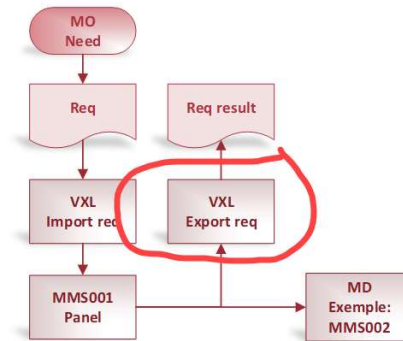 MO
Need
Req
Req result
VXL
Import req
VXL
Export req
MMS001
Panel
MD
Exemple:
MMS002